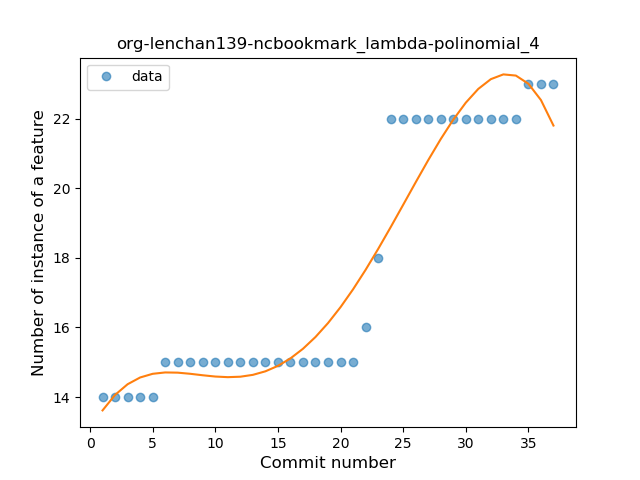 org-lenchan139-ncbookmark_lambda-polinomial_4
data
Number of instance of a feature
22
20
18
16
14
0 5 10 15 20 25 30 35
Commit number